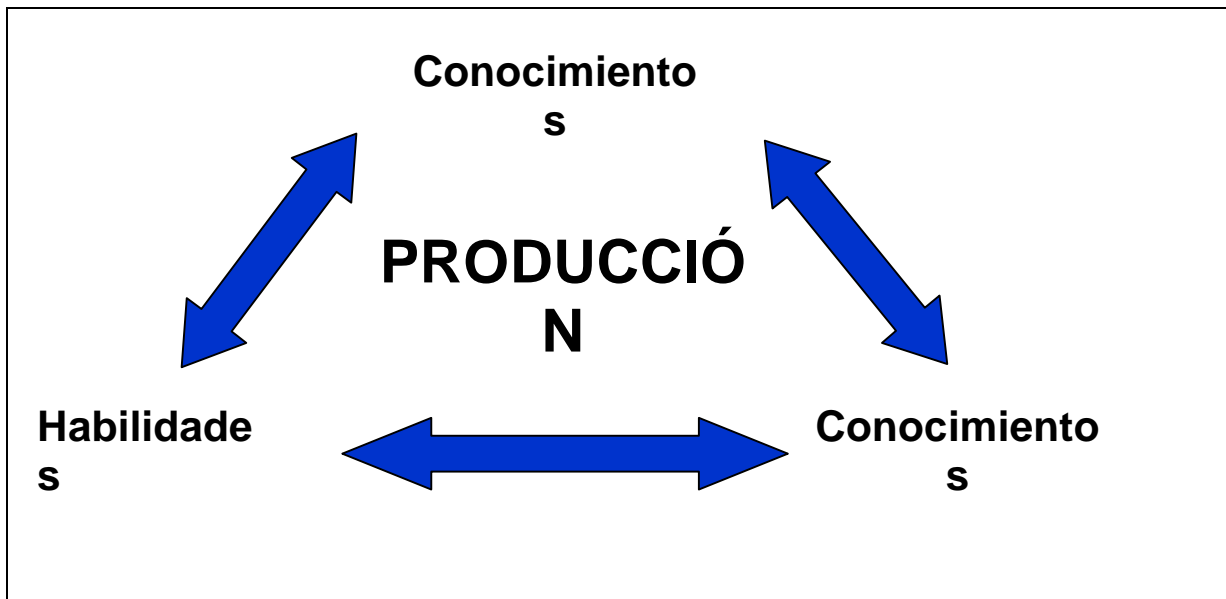 Conocimiento
s
PRODUCCIÓ
N
Habilidade
s
Conocimiento
s